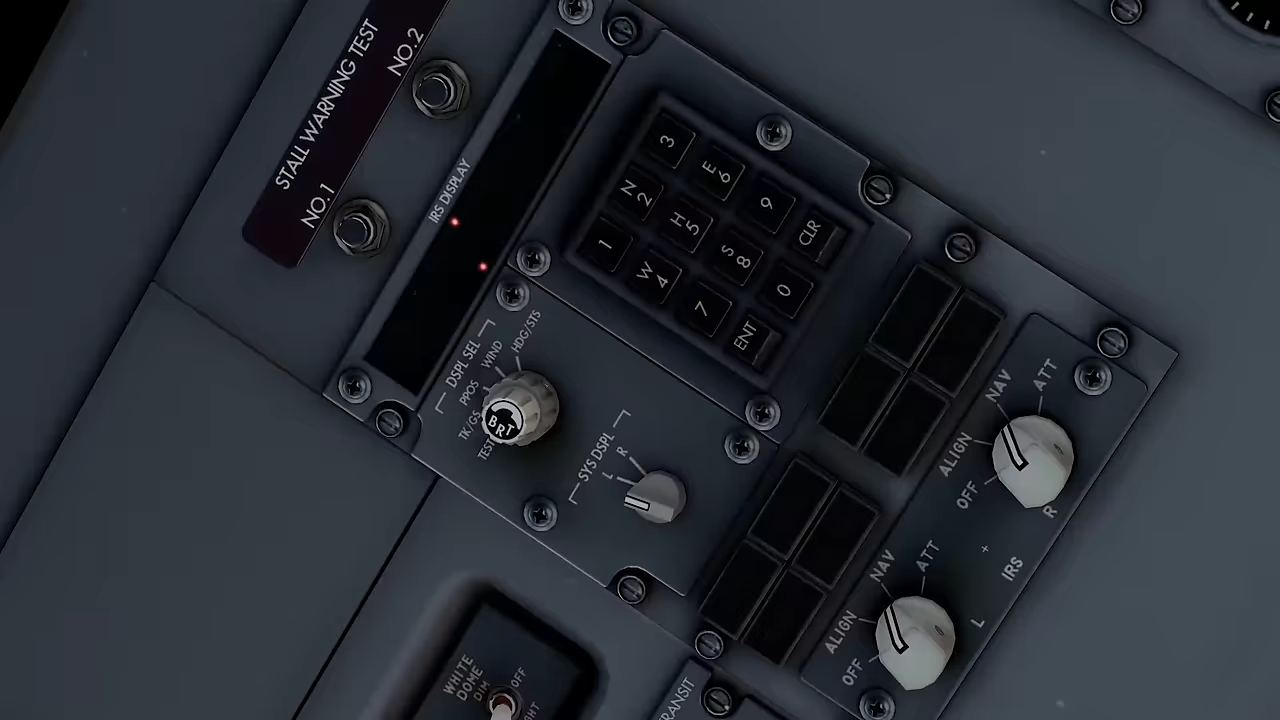 STALL WARNING TEST
NO.1
NO.2
IRS DISPLAY
1
N
2
3
W
4
H
5
E
6
7
S
8
9
ENT
0
CLR
DSPL SEL
TEST
TK/GS
PPOS
WIND
HDG/STS
BRT
SYS DSPL
L
R
OFF
ALIGN
NAV
ATT
R
IRS
L
OFF
ALIGN
NAV
ATT
WHITE
DOME
DIM
OFF